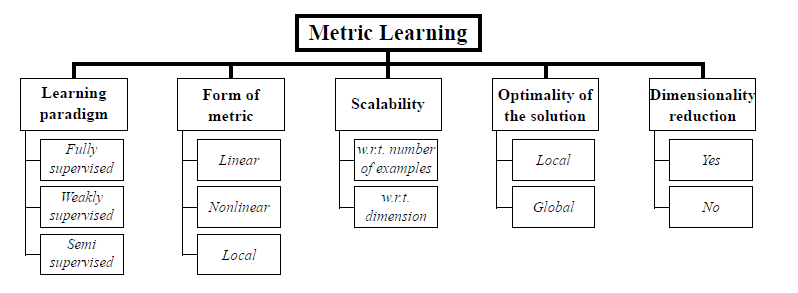 Metric Learning
Learning
paradigm
Fully
supervised
Weakly
supervised
Semi
supervised
Form of
metric
Linear
Nonlinear
Local
Scalability
w.r.t. number
of examples
w.r.t.
dimension
Optimality of
the solution
Local
Global
Dimensionality
reduction
Yes
No